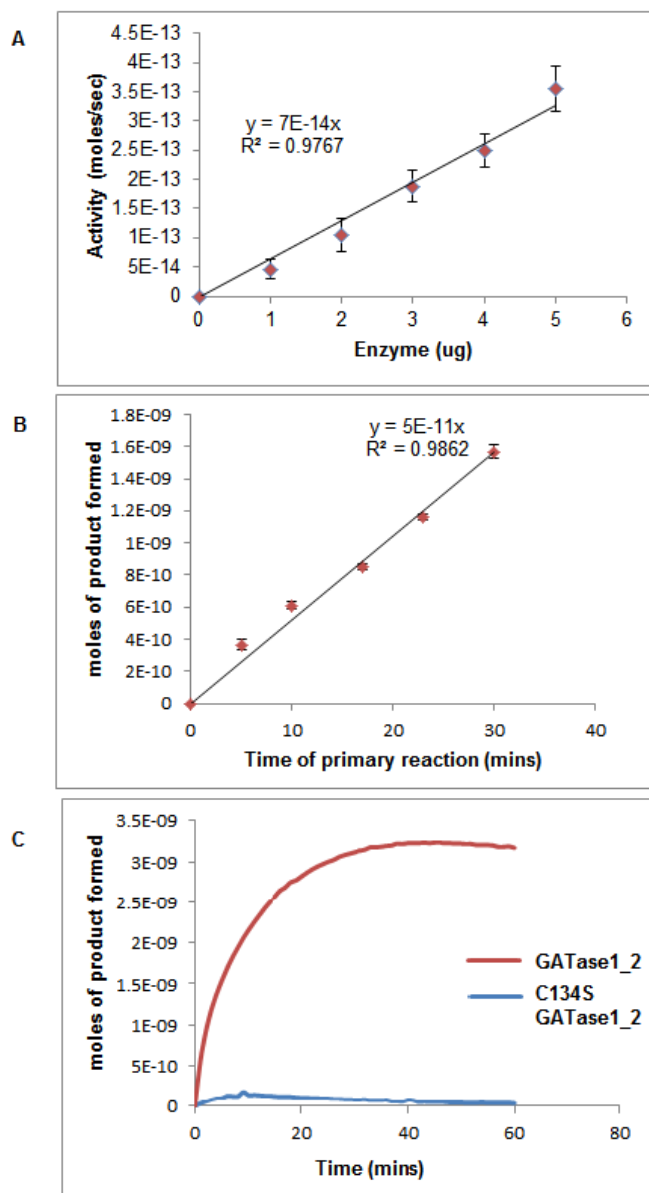 A
4.5E-13
4E-13
3.5E-13
3E-13
2.5E-13
2E-13
1.5E-13
1E-13
5E-14
0
Activity (moles/sec)
y = 7E-14x
R² = 0.9767
0 1 2 3 4 5 6
Enzyme (ug)
B
1.8E-09
1.6E-09
1.4E-09
1.2E-09
1E-09
8E-10
6E-10
4E-10
2E-10
0
moles of product formed
y = 5E-11x
R² = 0.9862
0 10 20 30 40
Time of primary reaction (mins)
C
3.5E-09
3E-09
2.5E-09
2E-09
1.5E-09
1E-09
5E-10
0
moles of product formed
GATase1_2
C134S
GATase1_2
0 20 40 60 80
Time (mins)